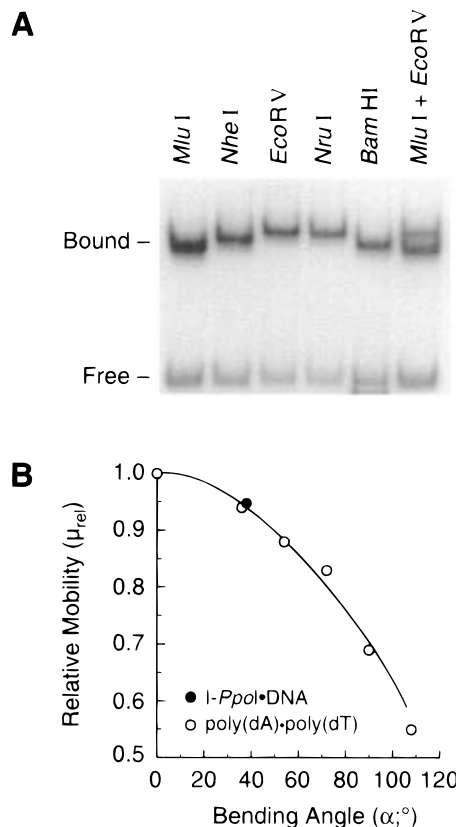 A
Mlu I
Nhe I
EcoR V
Nru I
Bam HI
Mlu I + EcoR V
Bound –
Free –
B
Relative Mobility (μrel)
1.0
0.9
0.8
0.7
0.6
0.5
I-PpoI•DNA
poly(dA)•poly(dT)
0 20 40 60 80 100 120
Bending Angle (α;°)